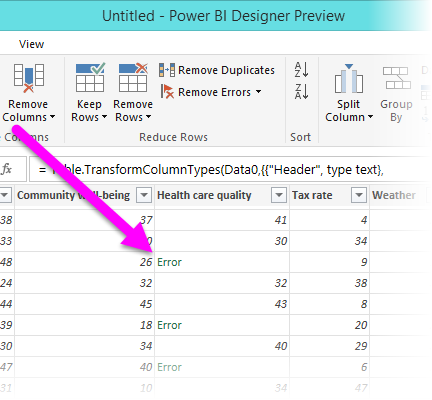 Untitled - Power BI Designer Preview
View
Remove Columns
Keep Rows
Remove Rows
Remove Duplicates
Remove Errors
Split Column
Group By
Columns
Reduce Rows
Sort
fx
= Table.TransformColumnTypes(Data0,{{"Header", type text},
Community well-being Health care quality Tax rate Weather
38 37 41 4
33 30 34
48 26 Error 9
24 32 32 38
44 45 43 8
39 18 Error 20
30 34 40 29
47 40 Error 6
31 10 34 47